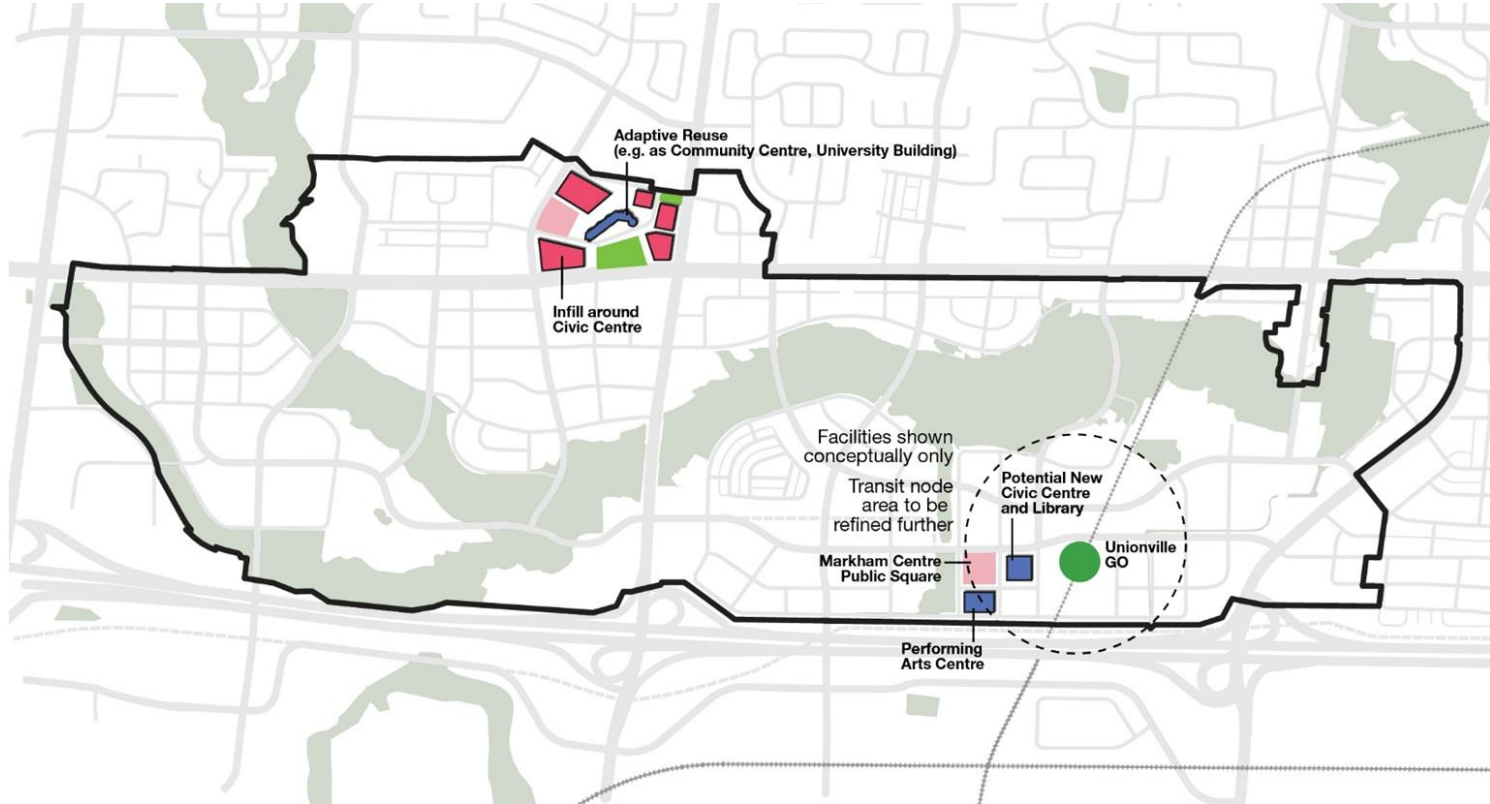 Adaptive Reuse
(e.g. as Community Centre, University Building)
Infill around
Civic Centre
Facilities shown
conceptually only
Transit node
area to be
refined further
Potential New
Civic Centre
and Library
Markham Centre
Public Square
Unionville
GO
Performing
Arts Centre